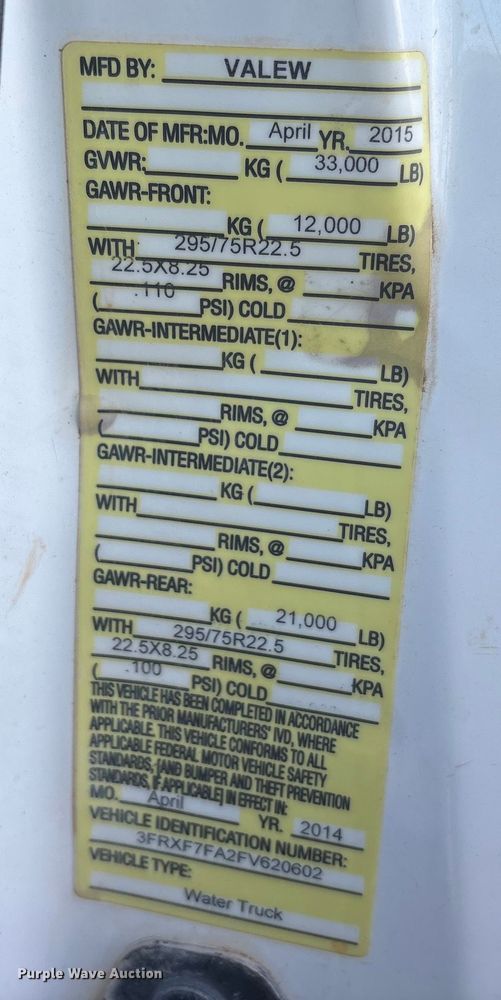 MFD BY: VALEW
DATE OF MFR:MO. April YR. 2015
GVWR: KG ( 33,000 LB)
GAWR-FRONT:
KG ( 12,000 LB)
WITH 295/75R22.5 TIRES,
22.5X8.25 RIMS, @ KPA
( .110 PSI) COLD
GAWR-INTERMEDIATE(1):
KG ( LB)
WITH TIRES,
RIMS, @ KPA
( PSI) COLD
GAWR-INTERMEDIATE(2):
KG ( LB)
WITH TIRES,
RIMS, @ KPA
( PSI) COLD
GAWR-REAR:
KG ( 21,000 LB)
WITH 295/75R22.5 TIRES,
22.5X8.25 RIMS, @ KPA
( .100 PSI) COLD
THIS VEHICLE HAS BEEN COMPLETED IN ACCORDANCE
WITH THE PRIOR MANUFACTURERS' IVD, WHERE
APPLICABLE. THIS VEHICLE CONFORMS TO ALL
APPLICABLE FEDERAL MOTOR VEHICLE SAFETY
STANDARDS, [AND BUMPER AND THEFT PREVENTION
STANDARDS, IF APPLICABLE] IN EFFECT IN:
MO. April YR. 2014
VEHICLE IDENTIFICATION NUMBER:
3FRXF7FA2FV620602
VEHICLE TYPE:
Water Truck
Purple Wave Auction